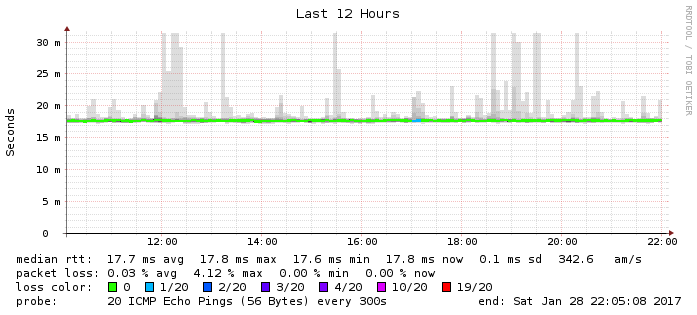 Last 12 Hours
RRDTOOL / TOBI OETIKER
Seconds
30 m
25 m
20 m
15 m
10 m
5 m
0
12:00 14:00 16:00 18:00 20:00 22:00
median rtt: 17.7 ms avg 17.8 ms max 17.6 ms min 17.8 ms now 0.1 ms sd 342.6 am/s
packet loss: 0.03 % avg 4.12 % max 0.00 % min 0.00 % now
loss color: 0 1/20 2/20 3/20 4/20 10/20 19/20
probe: 20 ICMP Echo Pings (56 Bytes) every 300s end: Sat Jan 28 22:05:08 2017